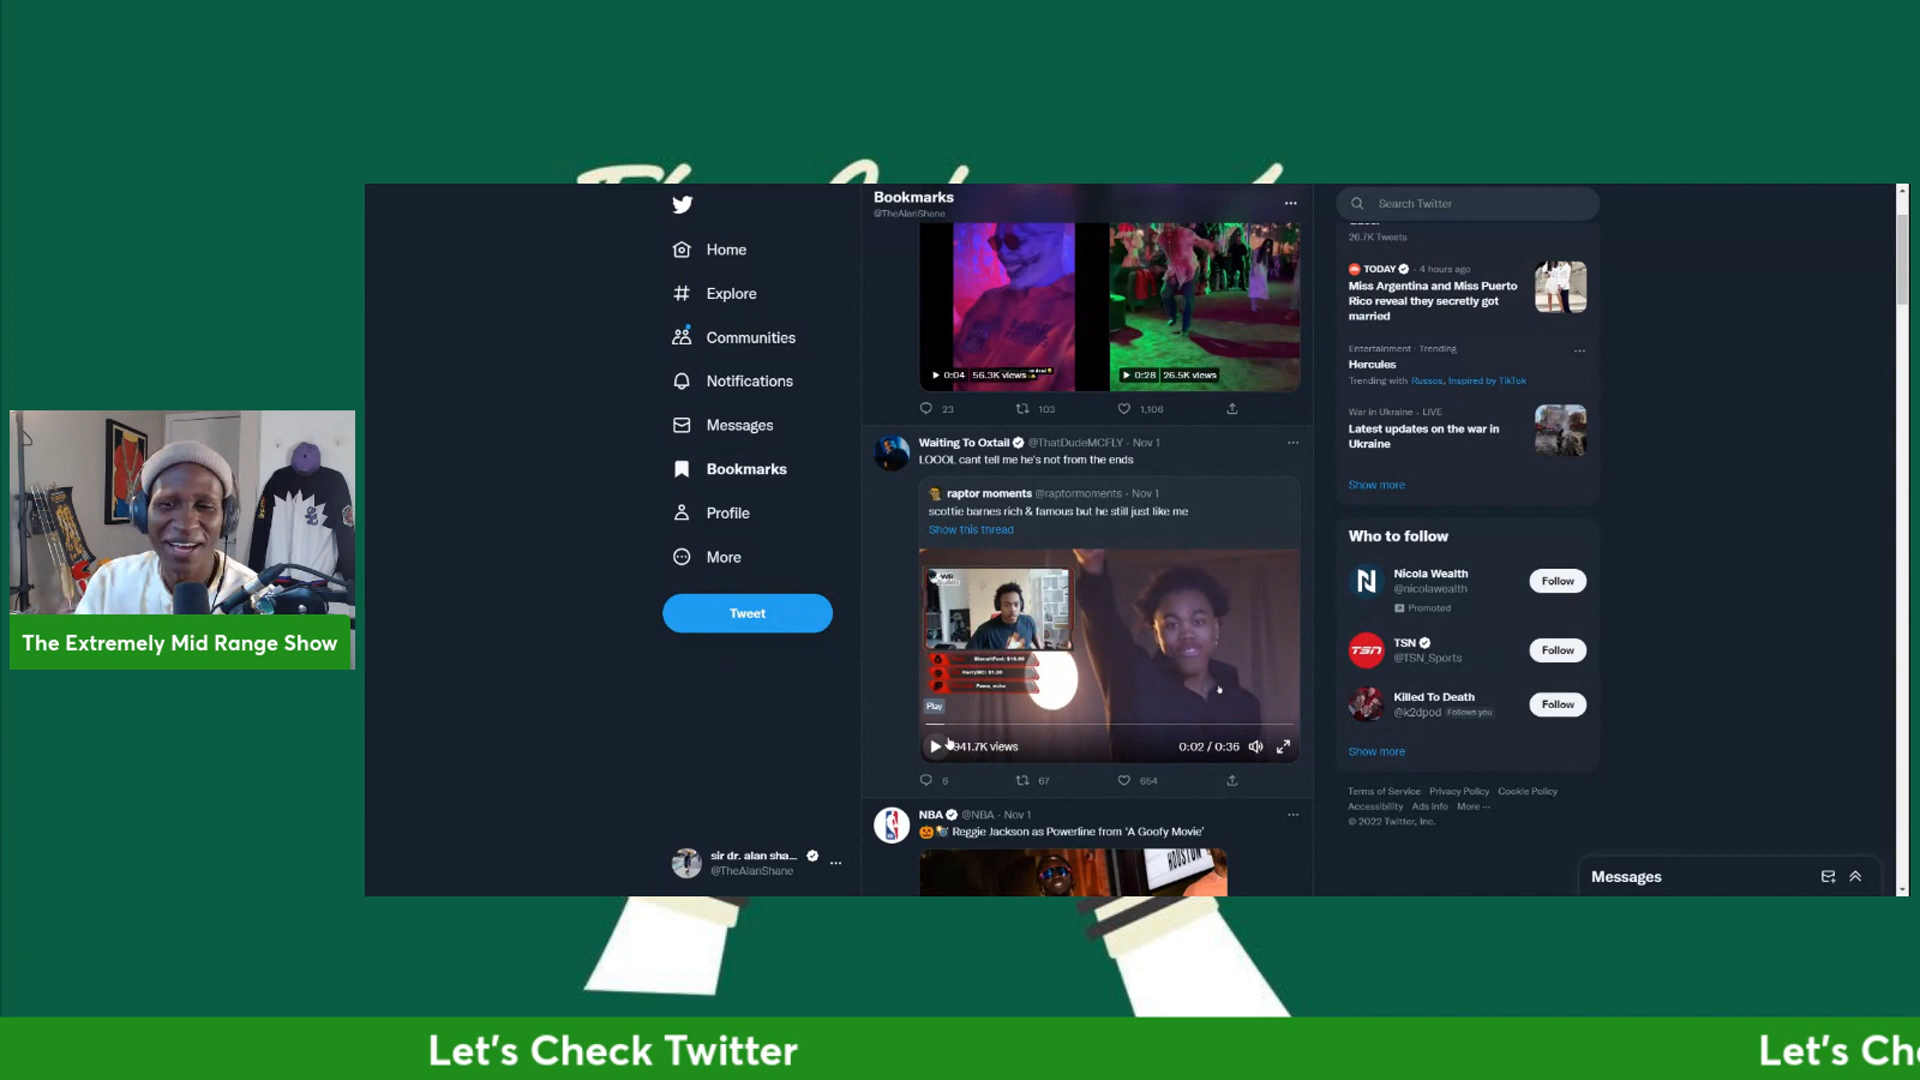 Home
Explore
Communities
Notifications
Messages
Bookmarks
Profile
More
Tweet
sir dr. alan sha...
@TheAlanShane
Bookmarks
@TheAlanShane
0:04 56.3K views
0:28 26.5K views
23
103
1,106
Waiting To Oxtail @ThatDudeMCFLY · Nov 1
LOOOL cant tell me he's not from the ends
raptor moments @raptormoments · Nov 1
scottie barnes rich & famous but he still just like me
Show this thread
Play
941.7K views
0:02 / 0:36
6
67
654
NBA @NBA · Nov 1
Reggie Jackson as Powerline from 'A Goofy Movie'
HOUSTON
Search Twitter
26.7K Tweets
TODAY · 4 hours ago
Miss Argentina and Miss Puerto
Rico reveal they secretly got
married
Entertainment · Trending
Hercules
Trending with Russos, Inspired by TikTok
War in Ukraine · LIVE
Latest updates on the war in
Ukraine
Show more
Who to follow
Nicola Wealth
@nicolawealth
Promoted
Follow
TSN
TSN
@TSN_Sports
Follow
Killed To Death
@k2dpod Follows you
Follow
Show more
Terms of Service Privacy Policy Cookie Policy
Accessibility Ads info More ···
© 2022 Twitter, Inc.
Messages
The Extremely Mid Range Show
Let's Check Twitter
Let's Che